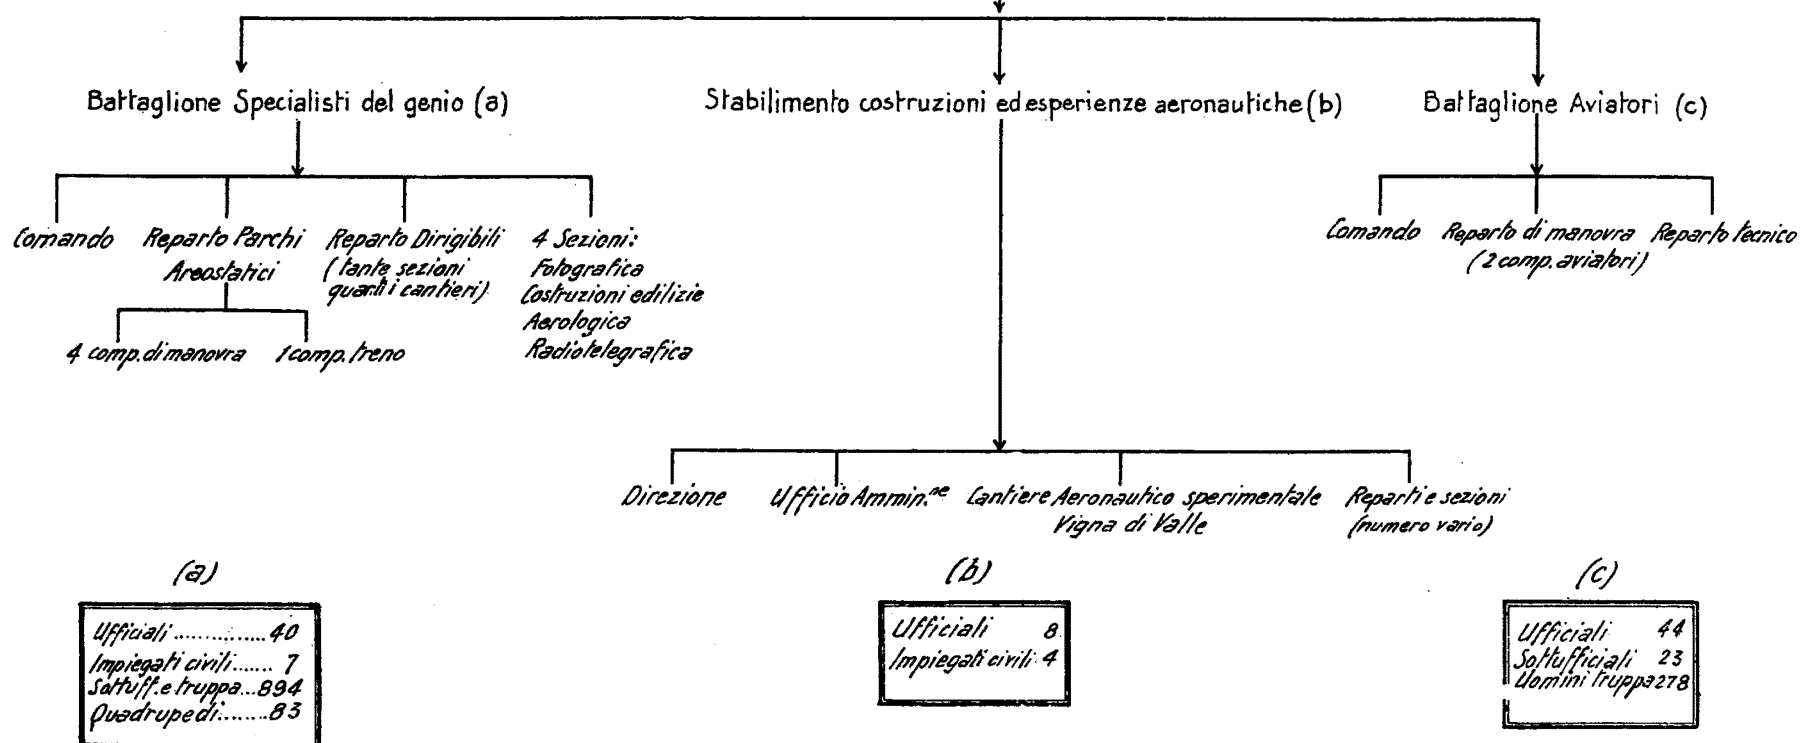 Battaglione Specialisti del genio (a)
Stabilimento costruzioni ed esperienze aeronautiche (b)
Battaglione Aviatori (c)
Comando
Reparto Parchi
Areostatici
Reparto Dirigibili
(tante sezioni
quanti i cantieri)
4 Sezioni:
Fotografica
Costruzioni edilizie
Aerologica
Radiotelegrafica
4 comp. di manovra
1 comp. treno
Comando
Reparto di manovra
(2 comp. aviatori)
Reparto tecnico
Direzione
Ufficio Ammin.ne
Cantiere Aeronautico sperimentale
Vigna di Valle
Reparti e sezioni
(numero vario)
(a)
Ufficiali ............... 40
Impiegati civili....... 7
Sottuff. e truppa...894
Quadrupedi........83
(b)
Ufficiali 8
Impiegati civili 4
(c)
Ufficiali 44
Sottufficiali 23
Uomini truppa 278